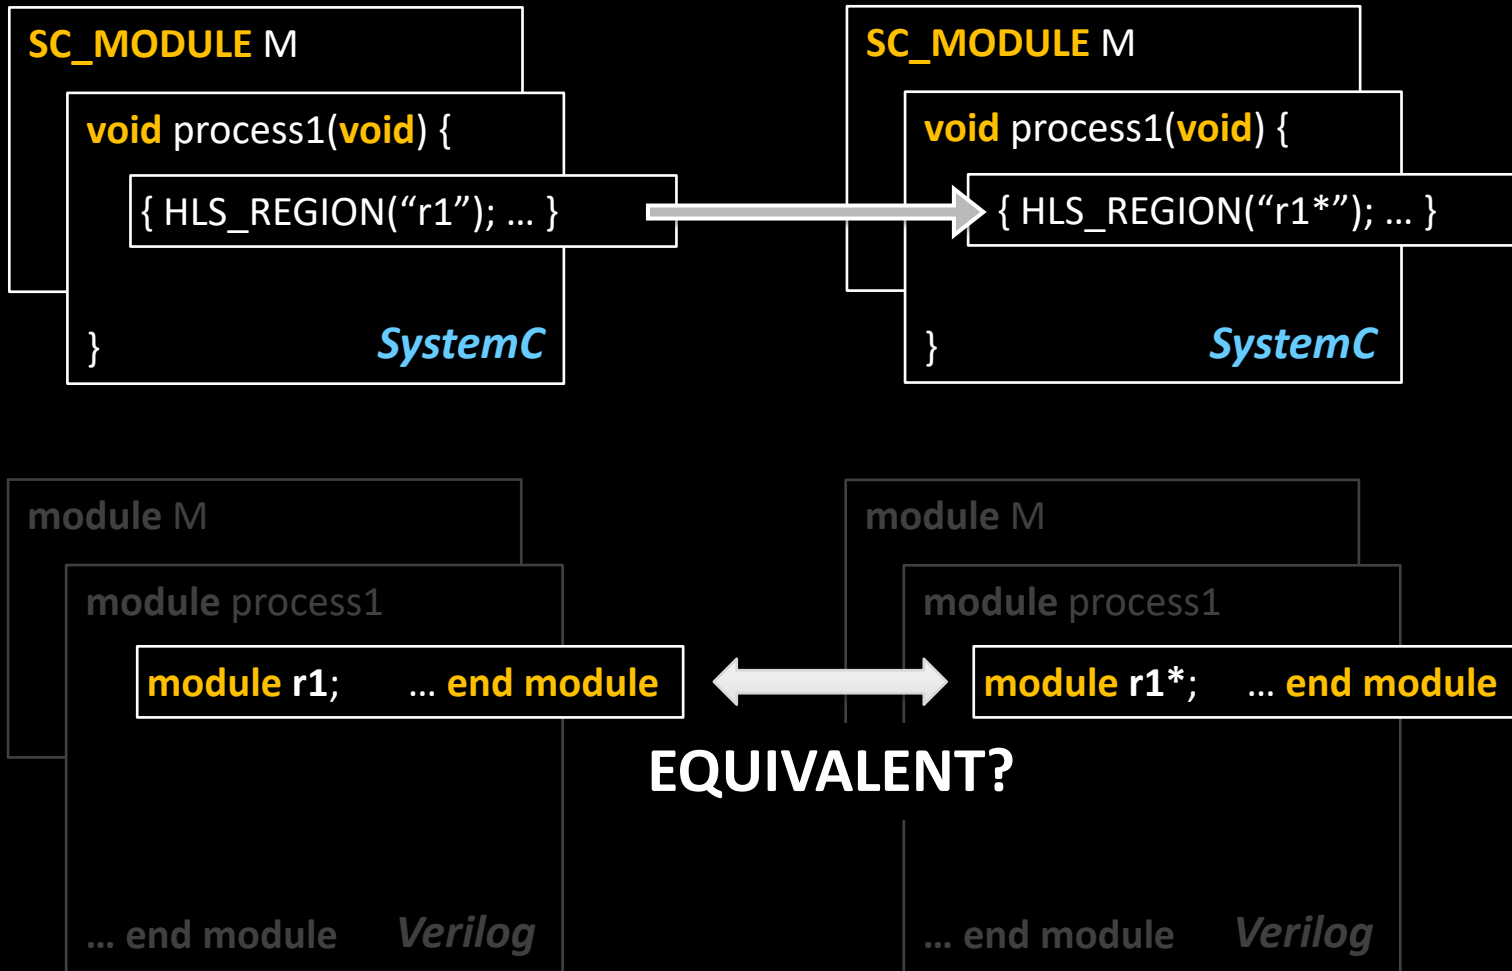 SC_MODULE M
void process1(void) {
{ HLS_REGION(“r1”); … }
}
SystemC
SC_MODULE M
void process1(void) {
{ HLS_REGION(“r1*”); … }
}
SystemC
module M
module process1
module r1; … end module
… end module
Verilog
EQUIVALENT?
module M
module process1
module r1*; … end module
… end module
Verilog